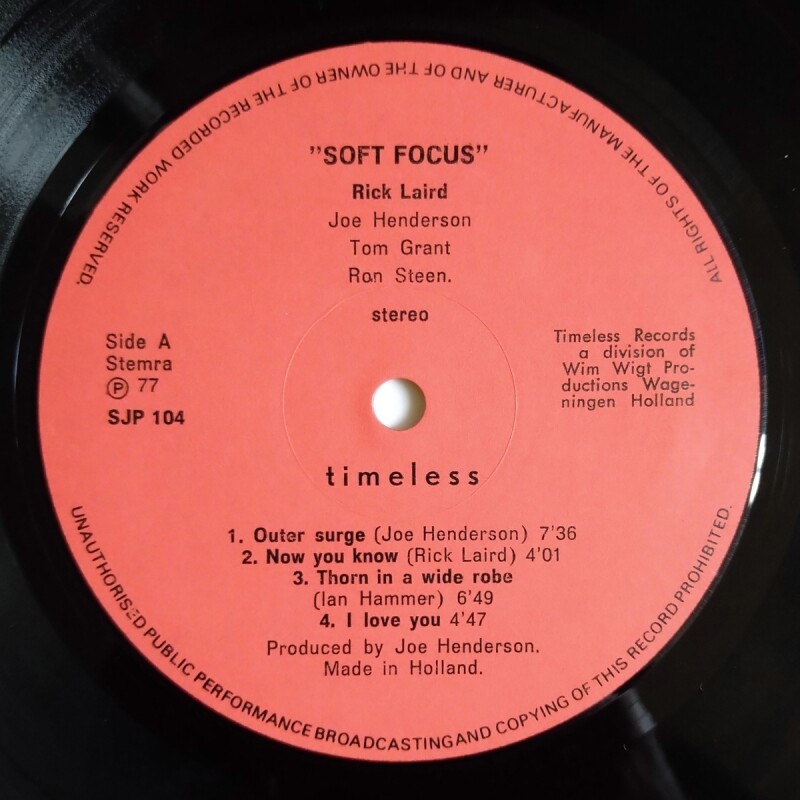 ALL RIGHTS OF THE MANUFACTURER AND OF THE OWNER OF THE RECORDED WORK RESERVED.
"SOFT FOCUS"
Rick Laird
Joe Henderson
Tom Grant
Ron Steen.
stereo
Side A
Stemra
Ⓟ 77
SJP 104
Timeless Records
a division of
Wim Wigt Pro-
ductions Wage-
ningen Holland
timeless
1. Outer surge (Joe Henderson) 7'36
2. Now you know (Rick Laird) 4'01
3. Thorn in a wide robe
(Ian Hammer) 6'49
4. I love you 4'47
Produced by Joe Henderson.
Made in Holland.
UNAUTHORISED PUBLIC PERFORMANCE BROADCASTING AND COPYING OF THIS RECORD PROHIBITED.